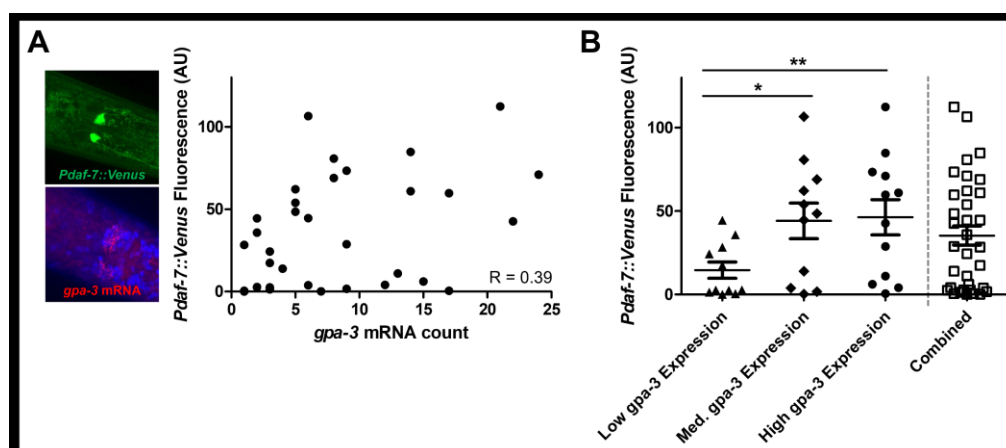 A
Pdaf-7::Venus
gpa-3 mRNA
Pdaf-7::Venus Fluorescence (AU)
100
50
0
0 5 10 15 20 25
R = 0.39
gpa-3 mRNA count
B
Pdaf-7::Venus Fluorescence (AU)
**
*
100
50
0
Low gpa-3 Expression
Med. gpa-3 Expression
High gpa-3 Expression
Combined